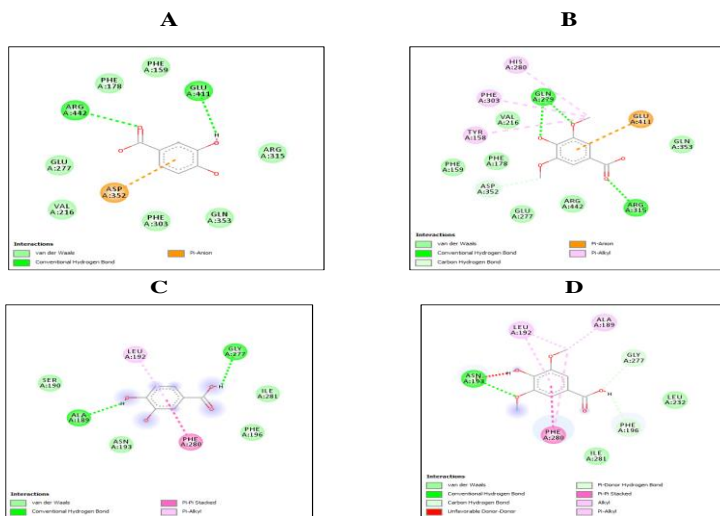 A
PHE
A:159
PHE
A:178
GLU
A:411
ARG
A:442
ARG
A:315
GLU
A:277
ASP
A:352
VAL
A:216
PHE
A:303
GLN
A:353
H
O
O
O
O
Interactions
van der Waals
Conventional Hydrogen Bond
Pi-Anion
B
HIS
A:280
PHE
A:303
GLN
A:279
VAL
A:216
GLU
A:411
TYR
A:158
GLN
A:353
PHE
A:159
PHE
A:178
ASP
A:352
ARG
A:442
ARG
A:315
GLU
A:277
Interactions
van der Waals
Conventional Hydrogen Bond
Carbon Hydrogen Bond
Pi-Anion
Pi-Alkyl
C
LEU
A:192
GLY
A:277
SER
A:190
ILE
A:281
ALA
A:189
ASN
A:193
PHE
A:280
PHE
A:196
Interactions
van der Waals
Conventional Hydrogen Bond
Pi-Pi Stacked
Pi-Alkyl
D
LEU
A:192
ALA
A:189
GLY
A:277
ASN
A:193
LEU
A:232
PHE
A:280
PHE
A:196
ILE
A:281
Interactions
van der Waals
Conventional Hydrogen Bond
Carbon Hydrogen Bond
Unfavorable Donor-Donor
Pi-Donor Hydrogen Bond
Pi-Pi Stacked
Alkyl
Pi-Alkyl